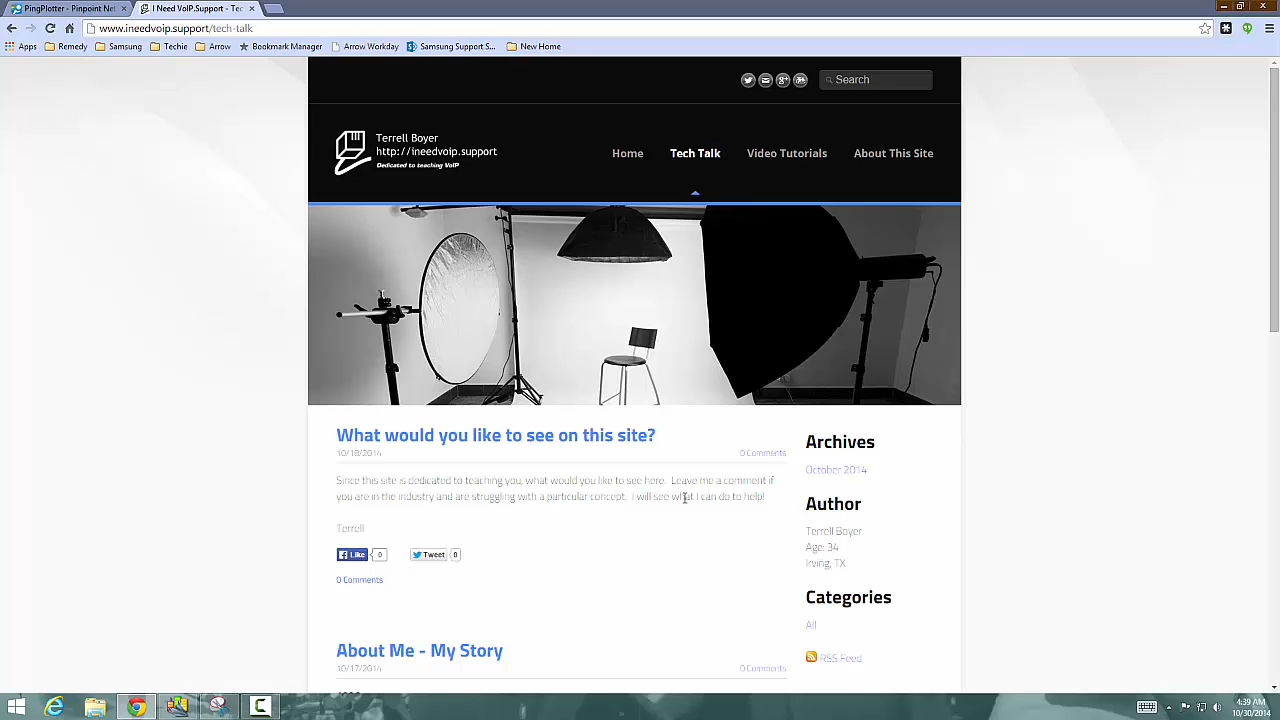 PingPlotter - Pinpoint Net
I Need VoIP.Support - Tec
www.ineedvoip.support/tech-talk
Apps Remedy Samsung Techie Arrow Bookmark Manager Arrow Workday Samsung Support S... New Home
Search
Terrell Boyer
http://ineedvoip.support
Dedicated to teaching VoIP
Home Tech Talk Video Tutorials About This Site
What would you like to see on this site?
10/18/2014 0 Comments
Since this site is dedicated to teaching you, what would you like to see here. Leave me a comment if
you are in the industry and are struggling with a particular concept. I will see what I can do to help!
Terrell
Like 0 Tweet 0
0 Comments
About Me - My Story
10/17/2014 0 Comments
Archives
October 2014
Author
Terrell Boyer
Age: 34
Irving, TX
Categories
All
RSS Feed
4:39 AM
10/30/2014